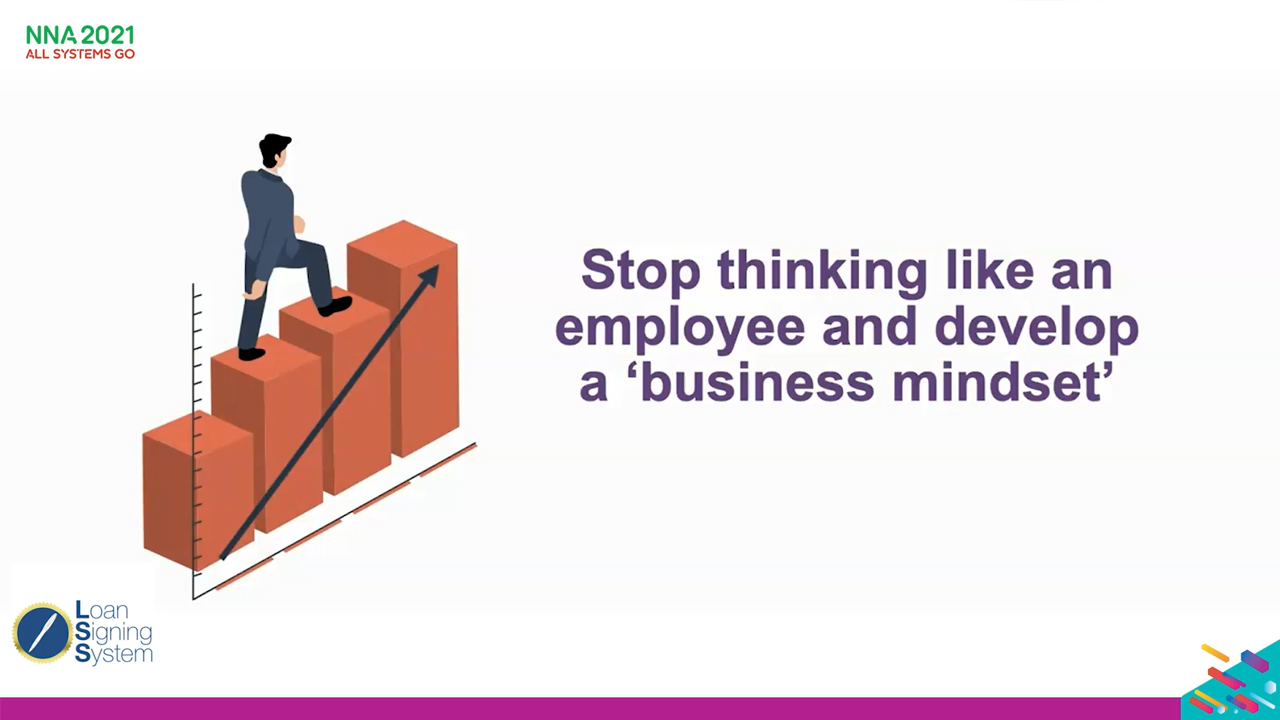 NNA 2021
ALL SYSTEMS GO
Stop thinking like an
employee and develop
a ‘business mindset’
Loan
Signing
System